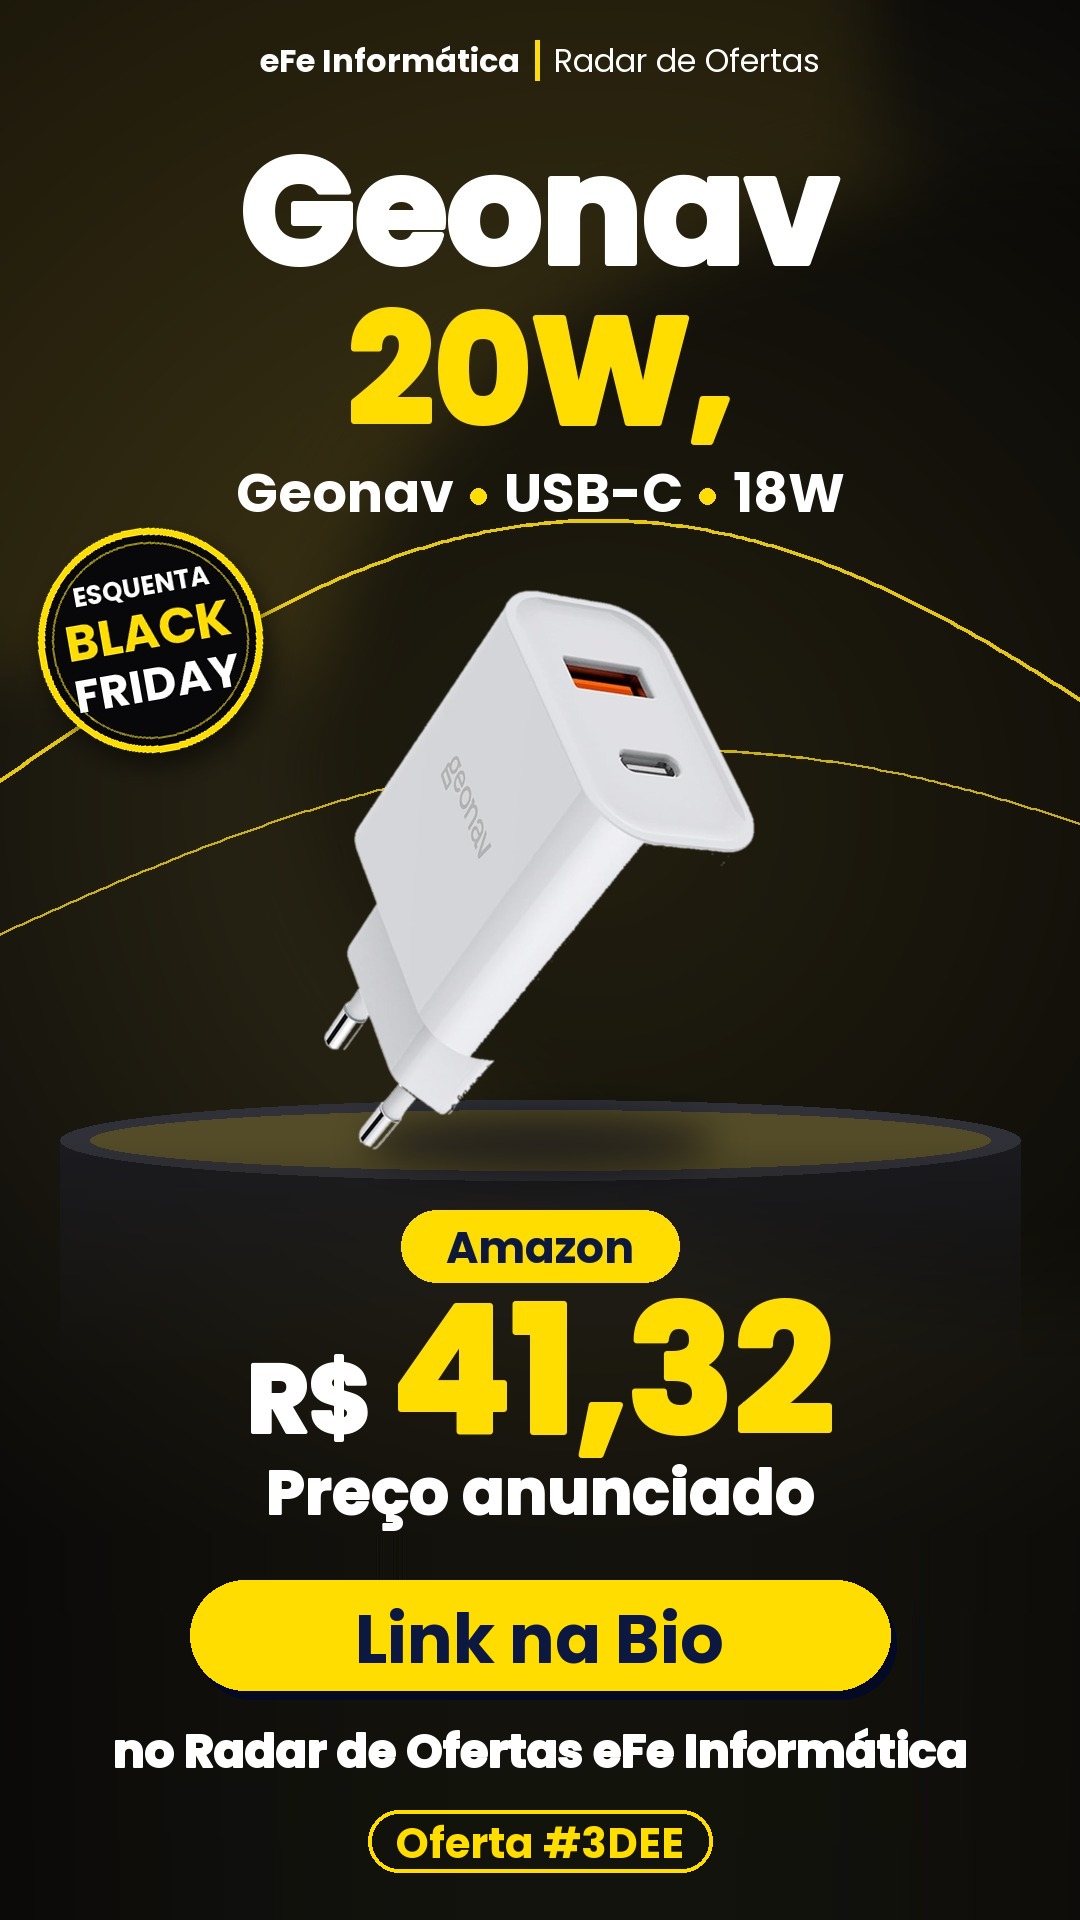 eFe Informática | Radar de Ofertas
Geonav
20W,
Geonav • USB-C • 18W
ESQUENTA
BLACK
FRIDAY
geonav
Amazon
R$ 41,32
Preço anunciado
Link na Bio
no Radar de Ofertas eFe Informática
Oferta #3DEE